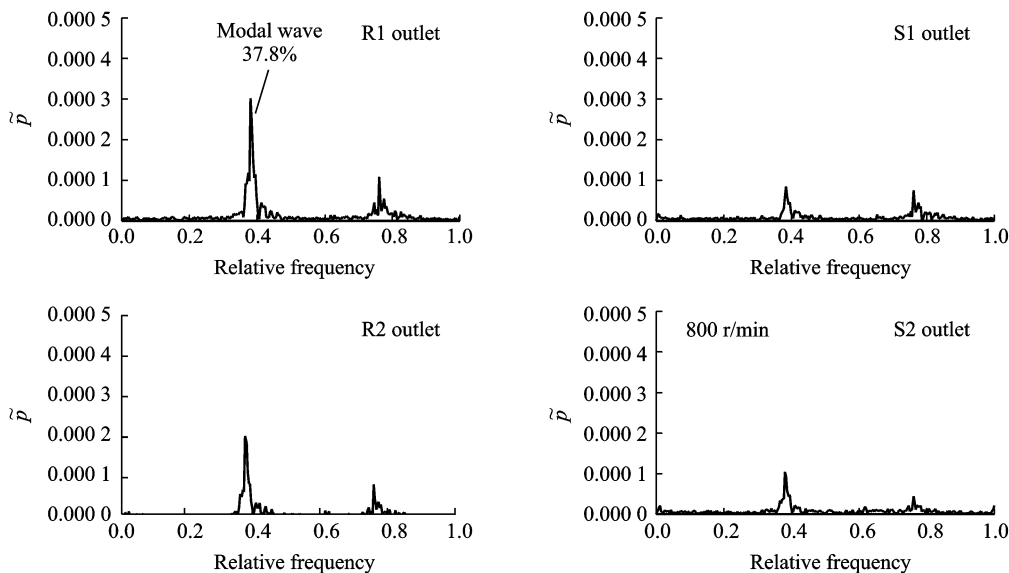 0.000 5
0.000 4
0.000 3
0.000 2
0.000 1
0.000 0
p̃
Modal wave
37.8%
R1 outlet
0.0 0.2 0.4 0.6 0.8 1.0
Relative frequency
0.000 5
0.000 4
0.000 3
0.000 2
0.000 1
0.000 0
p̃
S1 outlet
0.0 0.2 0.4 0.6 0.8 1.0
Relative frequency
0.000 5
0.000 4
0.000 3
0.000 2
0.000 1
0.000 0
p̃
R2 outlet
0.0 0.2 0.4 0.6 0.8 1.0
Relative frequency
0.000 5
0.000 4
0.000 3
0.000 2
0.000 1
0.000 0
p̃
800 r/min S2 outlet
0.0 0.2 0.4 0.6 0.8 1.0
Relative frequency